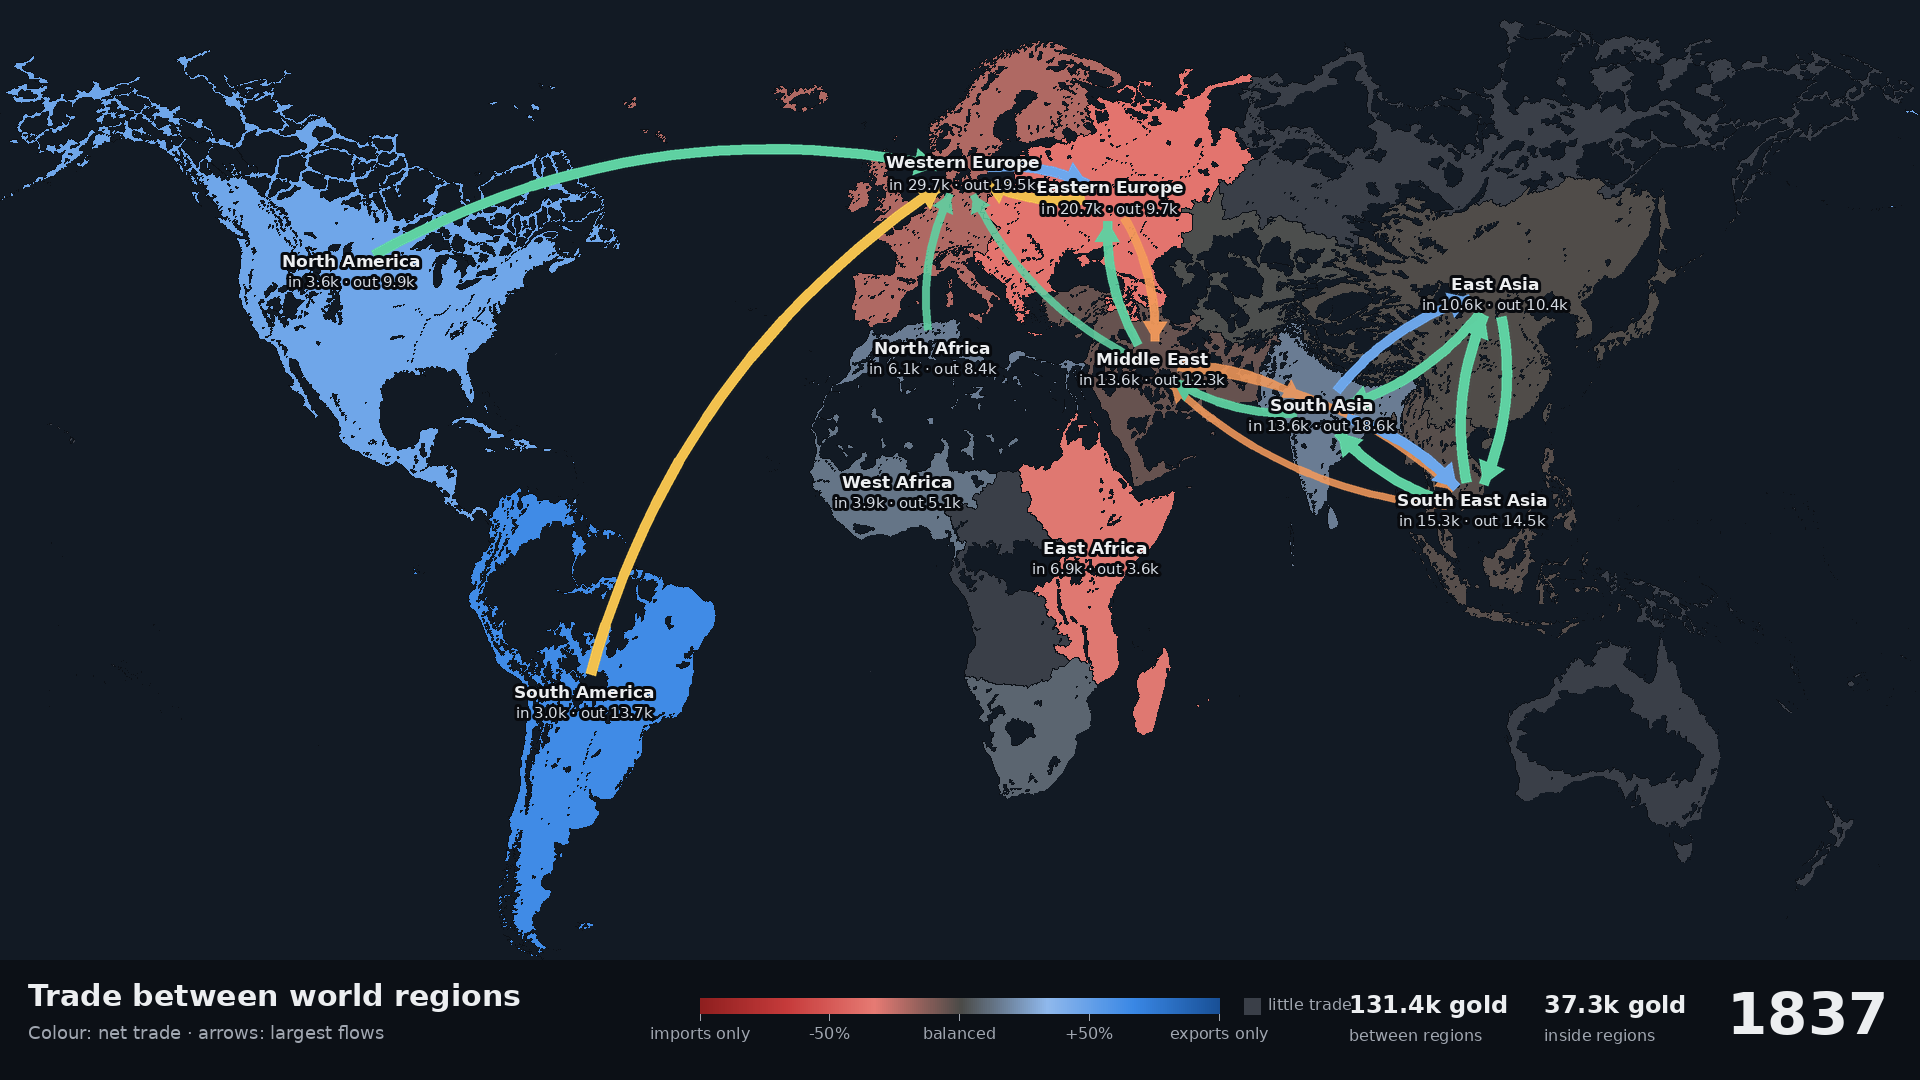 Western Europe
in 29.7k · out 19.5k
Eastern Europe
in 20.7k · out 9.7k
North America
in 3.6k · out 9.9k
East Asia
in 10.6k · out 10.4k
North Africa
in 6.1k · out 8.4k
Middle East
in 13.6k · out 12.3k
South Asia
in 13.6k · out 18.6k
West Africa
in 3.9k · out 5.1k
South East Asia
in 15.3k · out 14.5k
East Africa
in 6.9k · out 3.6k
South America
in 3.0k · out 13.7k
Trade between world regions
Colour: net trade · arrows: largest flows
imports only
-50%
balanced
+50%
exports only
little trade
131.4k gold
between regions
37.3k gold
inside regions
1837